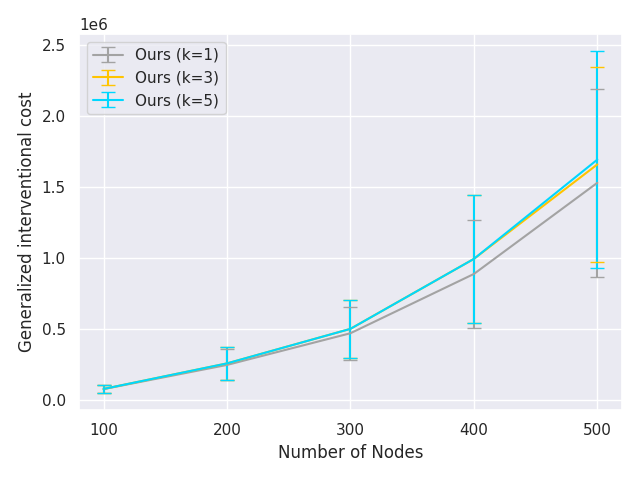 1e6
2.5
2.0
1.5
1.0
0.5
0.0
Generalized interventional cost
Ours (k=1)
Ours (k=3)
Ours (k=5)
100 200 300 400 500
Number of Nodes